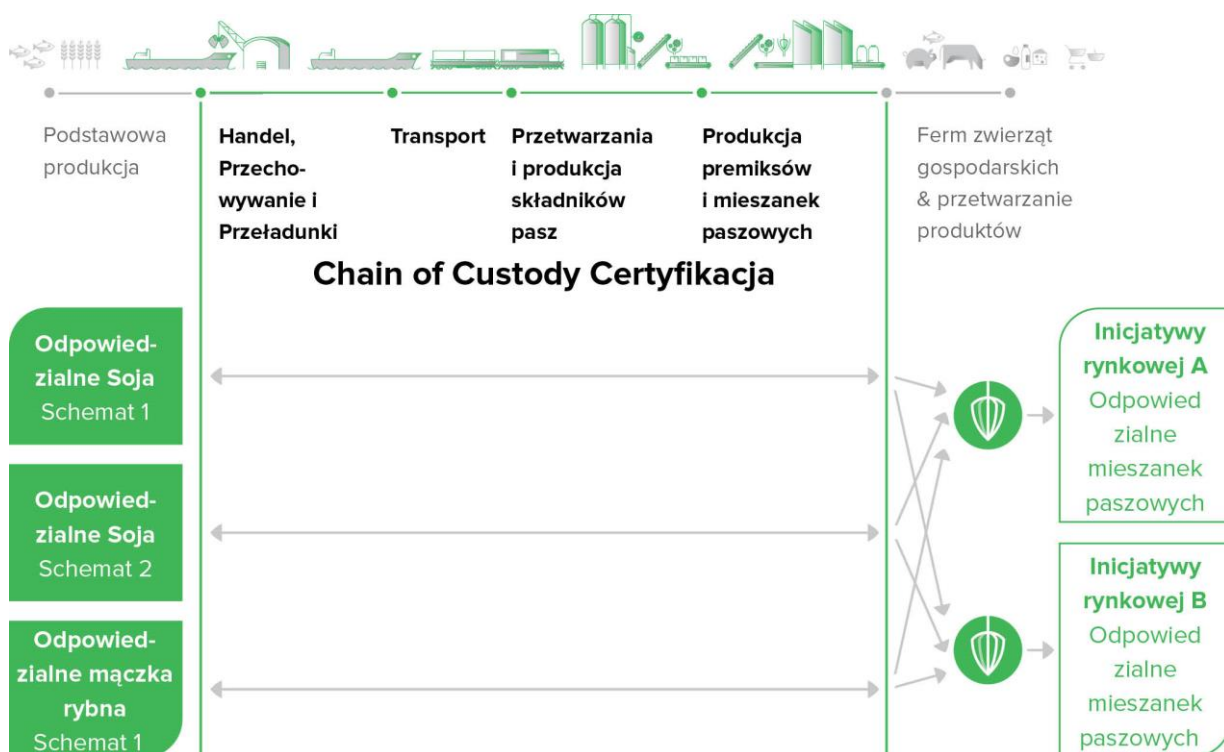 Podstawowa
produkcja
Handel,
Przecho-
wywanie i
Przeładunki
Transport
Przetwarzania
i produkcja
składników
pasz
Produkcja
premiksów
i mieszanek
paszowych
Ferm zwierząt
gospodarskich
& przetwarzanie
produktów
Chain of Custody Certyfikacja
Odpowied-
zialne Soja
Schemat 1
Odpowied-
zialne Soja
Schemat 2
Odpowied-
zialne mączka
rybna
Schemat 1
Inicjatywy
rynkowej A
Odpowied
zialne
mieszanek
paszowych
Inicjatywy
rynkowej B
Odpowied
zialne
mieszanek
paszowych